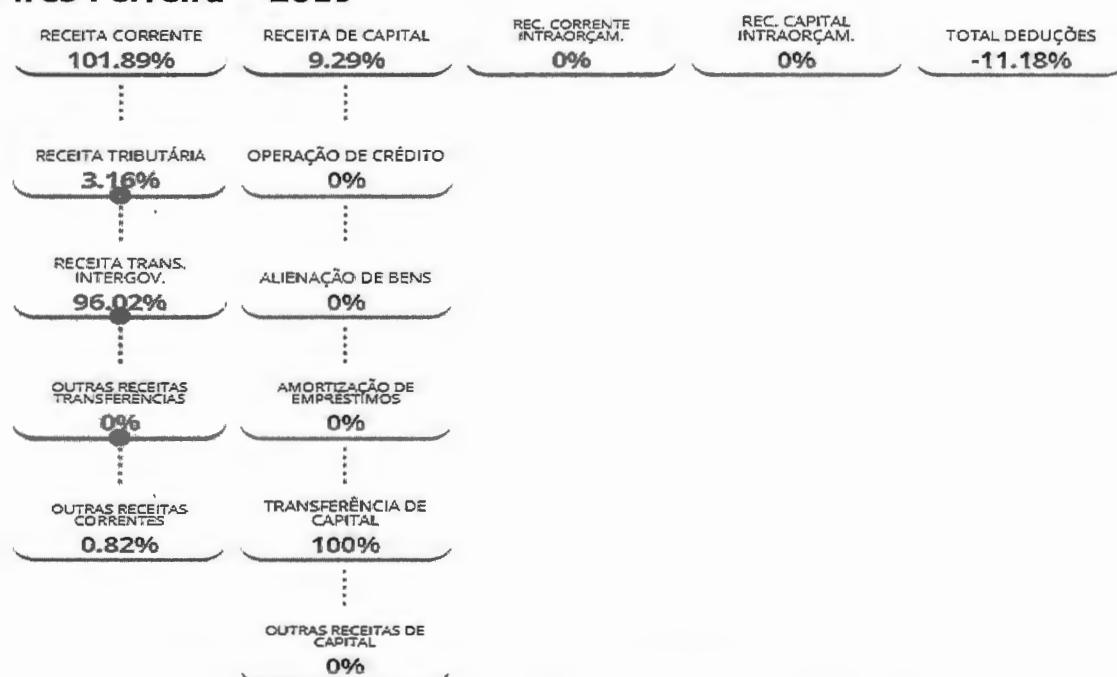 RECEITA CORRENTE
101.89%
RECEITA DE CAPITAL
9.29%
REC. CORRENTE
INTRAORÇAM.
0%
REC. CAPITAL
INTRAORÇAM.
0%
TOTAL DEDUÇÕES
-11.18%
RECEITA TRIBUTÁRIA
3.16%
OPERAÇÃO DE CRÉDITO
0%
RECEITA TRANS.
INTERGOV.
96.02%
ALIENAÇÃO DE BENS
0%
OUTRAS RECEITAS
TRANSFERENCIAS
0%
AMORTIZAÇÃO DE
EMPRÉSTIMOS
0%
OUTRAS RECEITAS
CORRENTES
0.82%
TRANSFERÊNCIA DE
CAPITAL
100%
OUTRAS RECEITAS DE
CAPITAL
0%